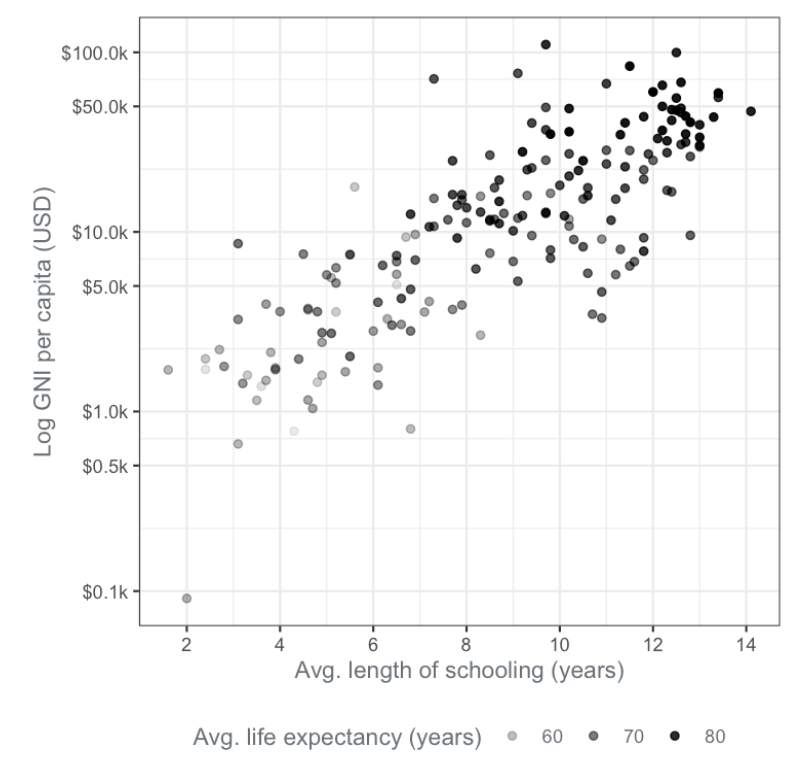 $100.0k
$50.0k
$10.0k
$5.0k
$1.0k
$0.5k
$0.1k
Log GNI per capita (USD)
2 4 6 8 10 12 14
Avg. length of schooling (years)
Avg. life expectancy (years) 60 70 80